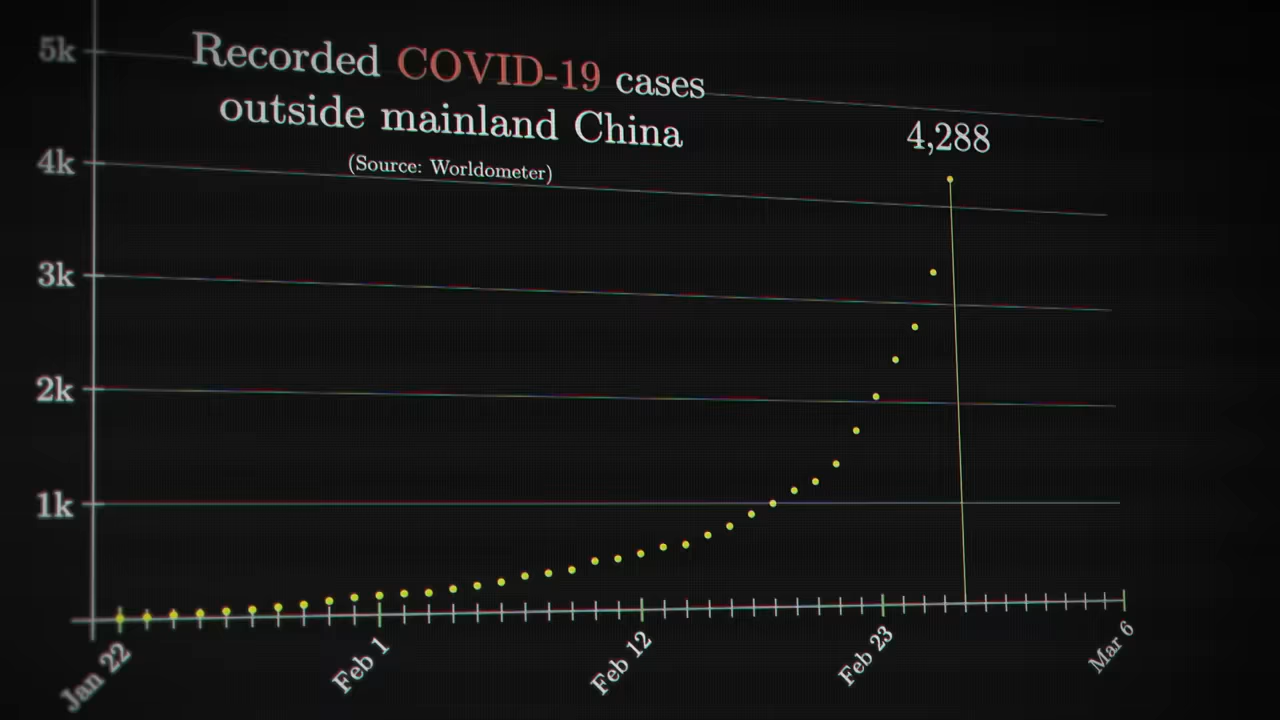 Recorded COVID-19 cases
outside mainland China
(Source: Worldometer)
4,288
5k
4k
3k
2k
1k
Jan 22
Feb 1
Feb 12
Feb 23
Mar 6